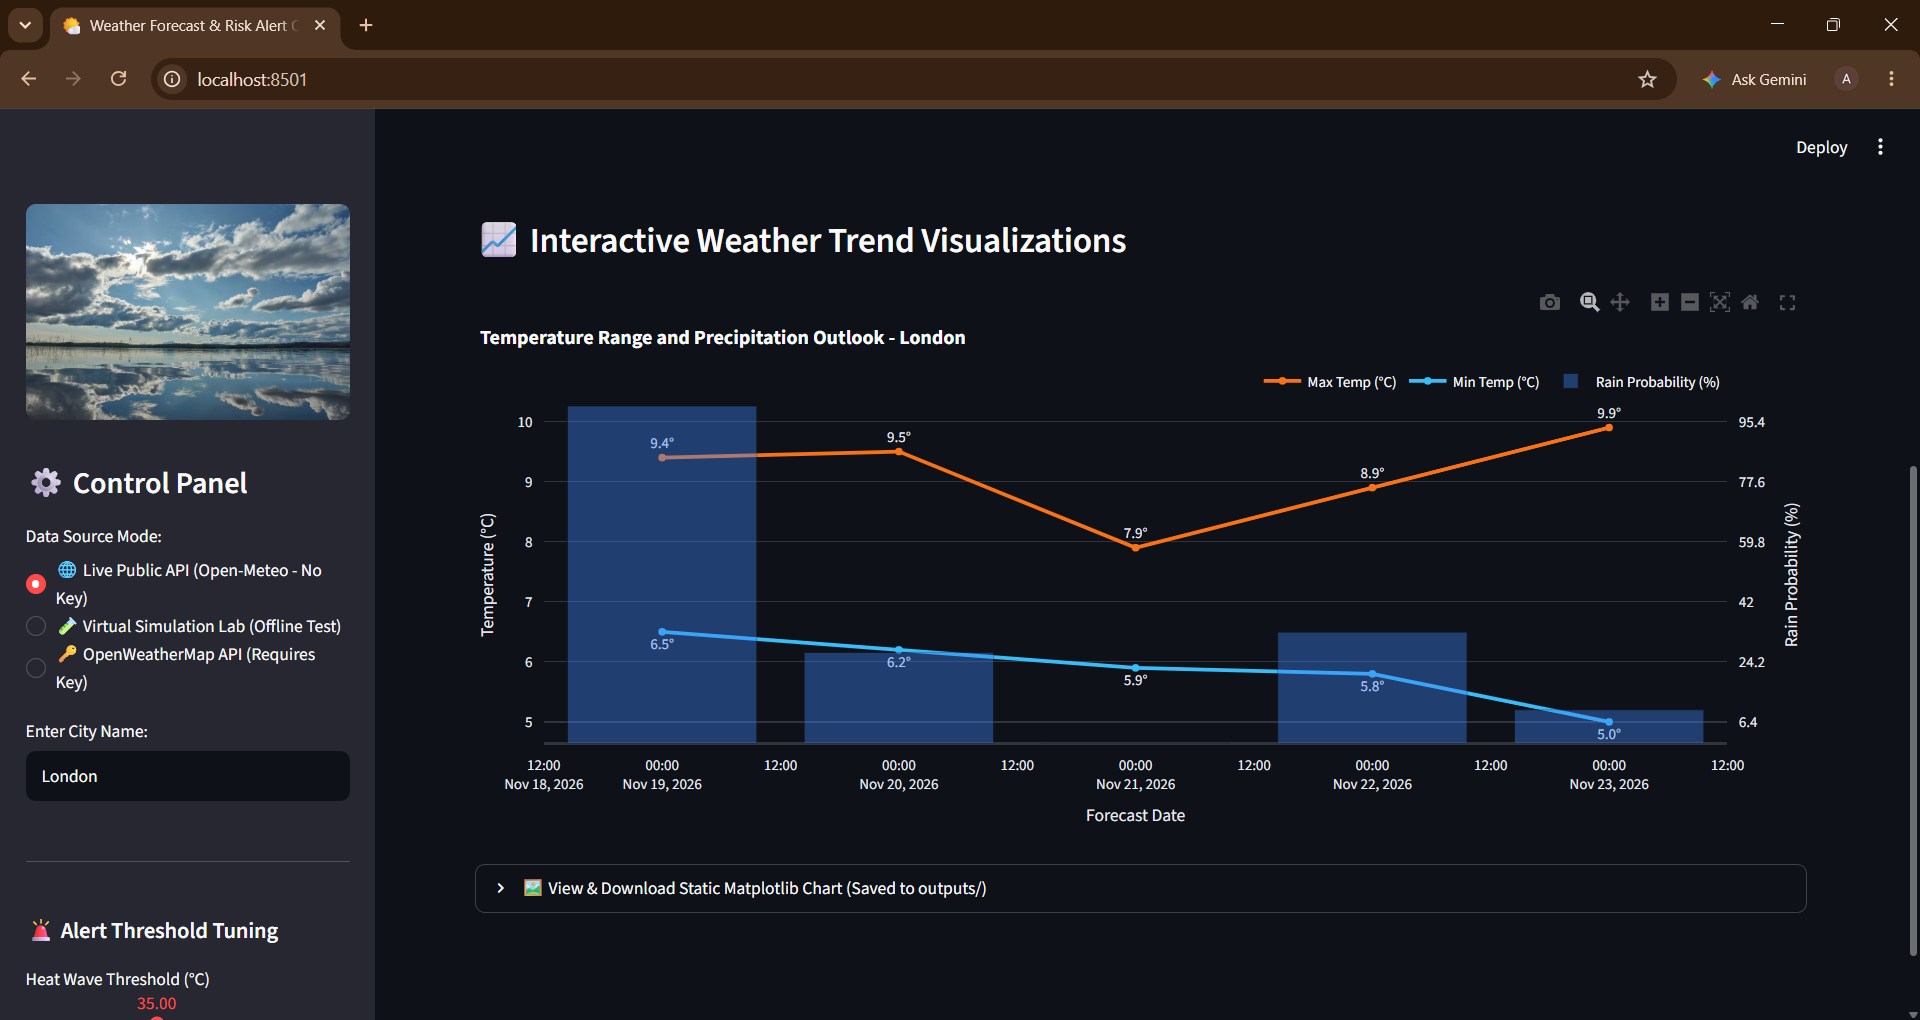 Weather Forecast & Risk Alert
localhost:8501
Ask Gemini
A
Deploy
Control Panel
Data Source Mode:
Live Public API (Open-Meteo - No
Key)
Virtual Simulation Lab (Offline Test)
OpenWeatherMap API (Requires
Key)
Enter City Name:
London
Alert Threshold Tuning
Heat Wave Threshold (°C)
35.00
Interactive Weather Trend Visualizations
Temperature Range and Precipitation Outlook - London
Max Temp (°C) Min Temp (°C) Rain Probability (%)
Temperature (°C)
10
9
8
7
6
5
9.4°
9.5°
7.9°
8.9°
9.9°
6.5°
6.2°
5.9°
5.8°
5.0°
95.4
77.6
59.8
42
24.2
6.4
Rain Probability (%)
12:00 00:00 12:00 00:00 12:00 00:00 12:00 00:00 12:00 00:00 12:00
Nov 18, 2026 Nov 19, 2026 Nov 20, 2026 Nov 21, 2026 Nov 22, 2026 Nov 23, 2026
Forecast Date
View & Download Static Matplotlib Chart (Saved to outputs/)